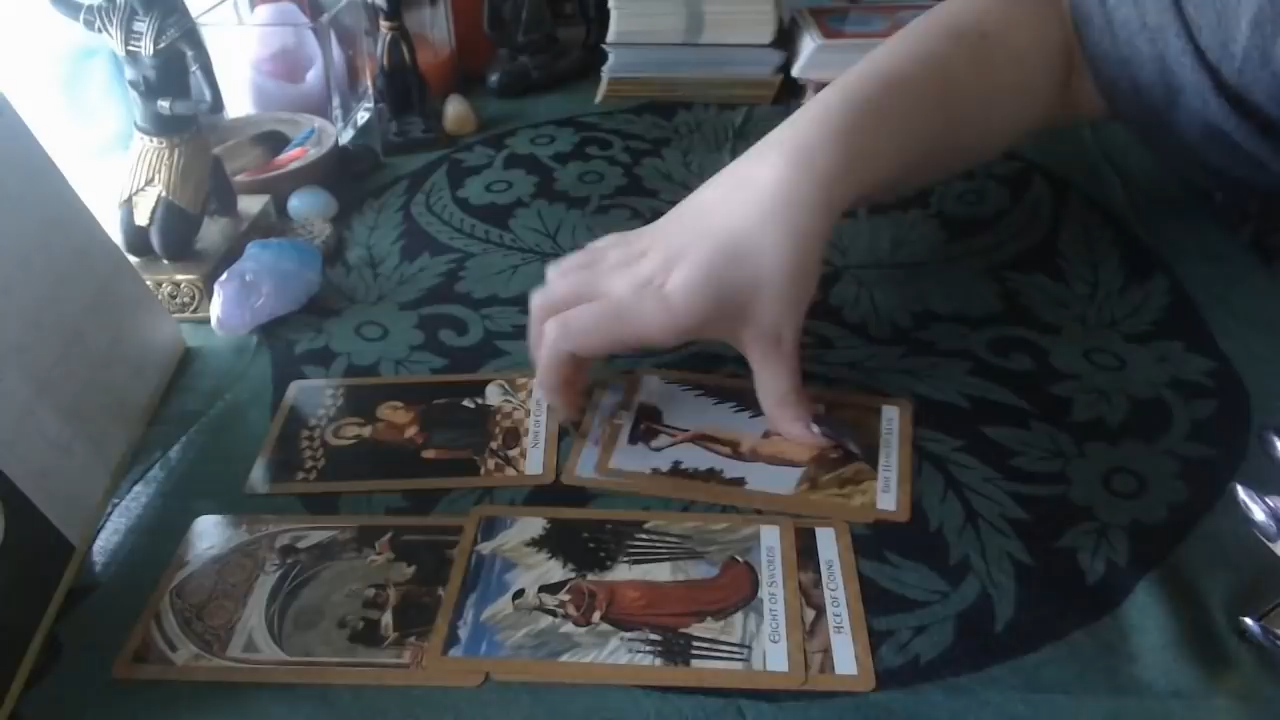 NINE OF CUPS
THE HANGED MAN
EIGHT OF SWORDS
ACE OF COINS